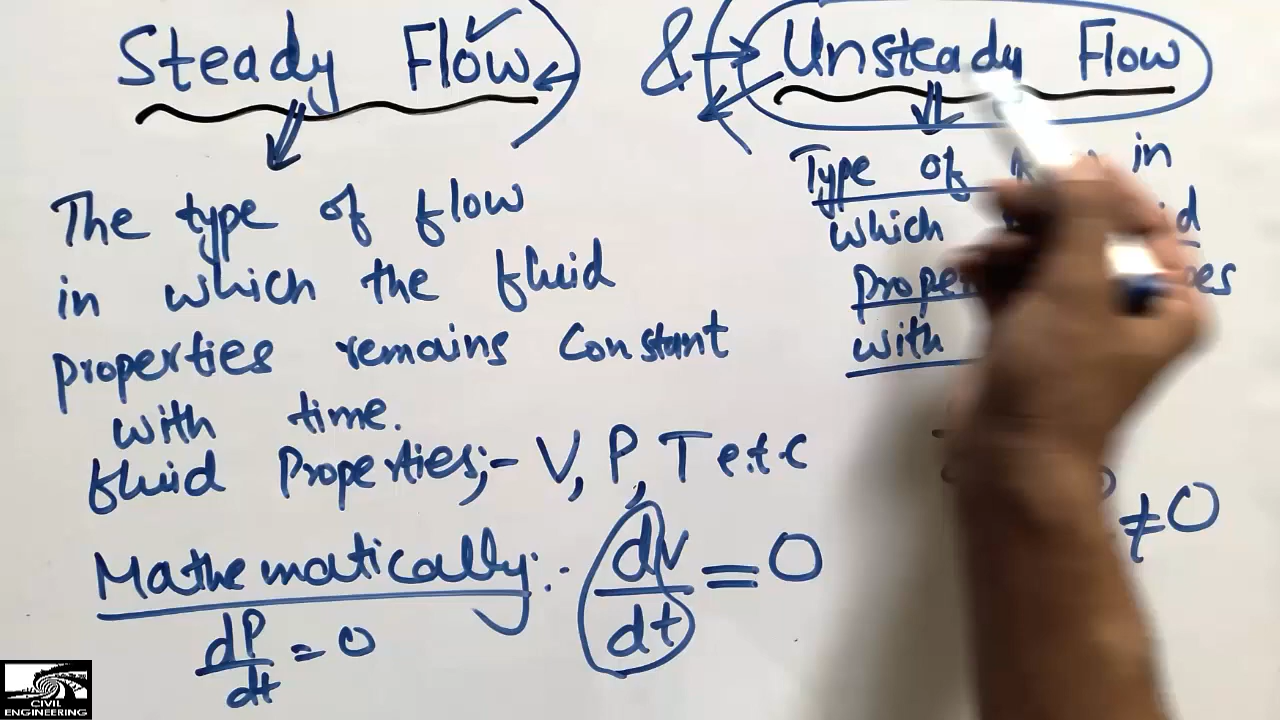 Steady Flow & Unsteady Flow
The type of flow
in which the fluid
properties remains Constant
with time.
fluid Properties;- V, P, T e.t.c
Mathematically:- dv/dt = 0
dP/dt = 0
Type of in
which
with
≠ 0
CIVIL
ENGINEERING